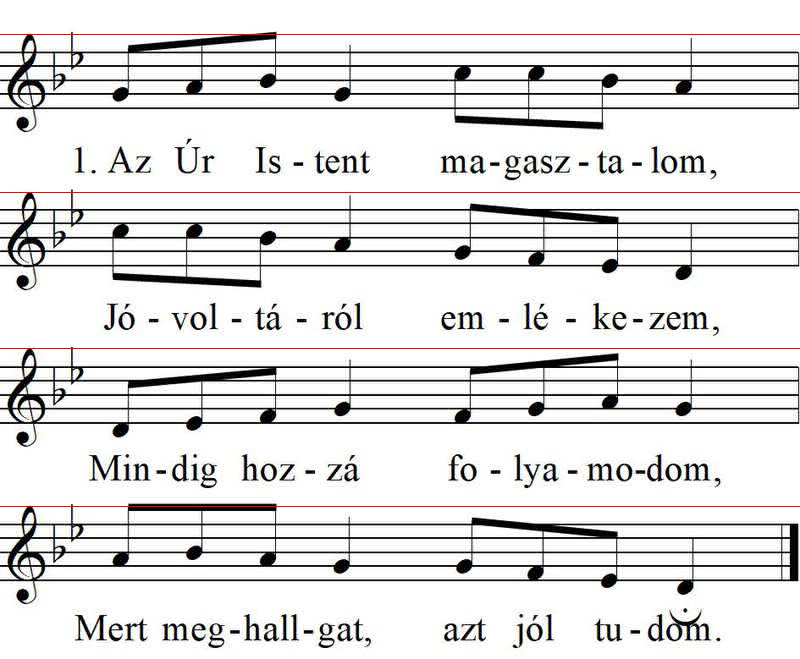 1. Az Úr Is - tent ma - gasz - ta - lom,
Jó - vol - tá - ról em - lé - ke - zem,
Min - dig hoz - zá fo - lya - mo - dom,
Mert meg - hall - gat, azt jól tu - dom.